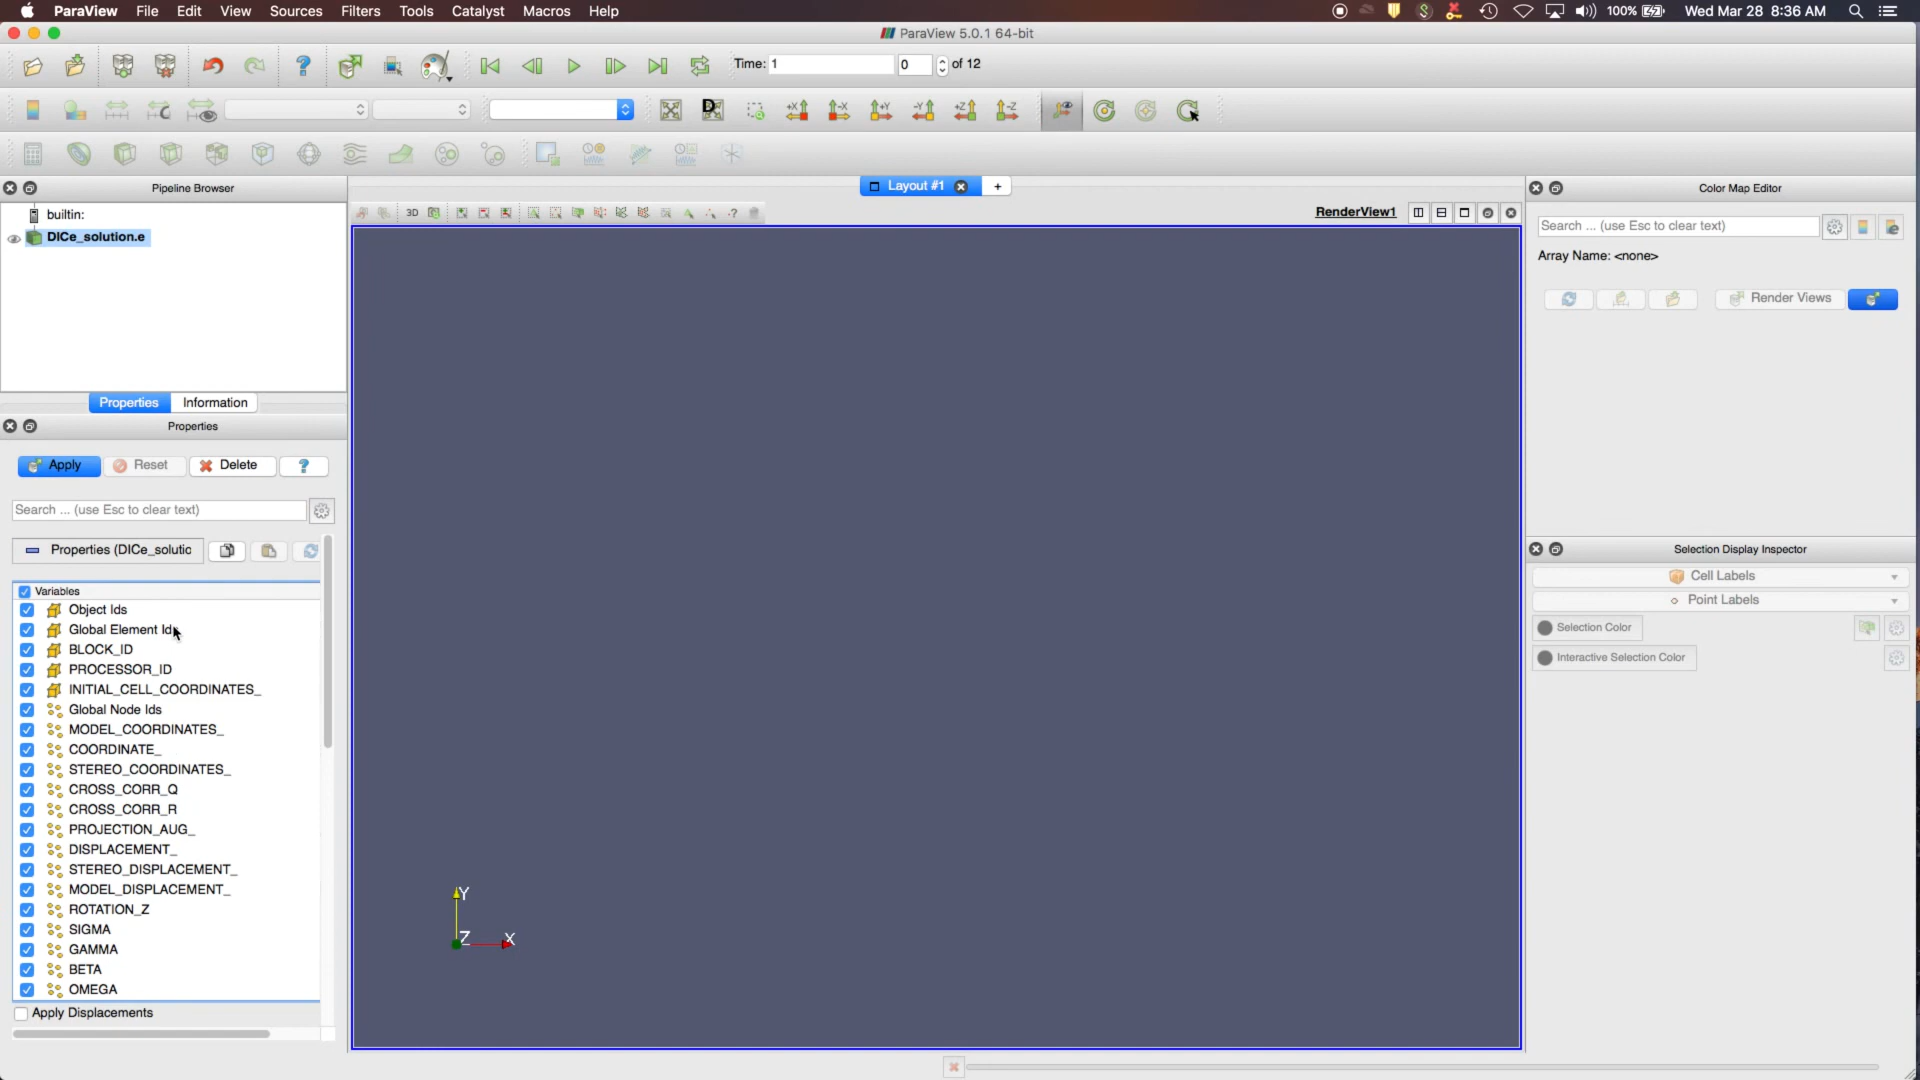 ParaView File Edit View Sources Filters Tools Catalyst Macros Help
100% Wed Mar 28 8:36 AM
ParaView 5.0.1 64-bit
Time: 1 0 of 12
Pipeline Browser
Layout #1 +
Color Map Editor
builtin:
DICe_solution.e
3D
RenderView1
Search ... (use Esc to clear text)
Array Name: <none>
Render Views
Properties Information
Properties
Apply Reset Delete ?
Search ... (use Esc to clear text)
Properties (DICe_solutio
Selection Display Inspector
Cell Labels
Point Labels
Selection Color
Interactive Selection Color
Variables
Object Ids
Global Element Ids
BLOCK_ID
PROCESSOR_ID
INITIAL_CELL_COORDINATES_
Global Node Ids
MODEL_COORDINATES_
COORDINATE_
STEREO_COORDINATES_
CROSS_CORR_Q
CROSS_CORR_R
PROJECTION_AUG_
DISPLACEMENT_
STEREO_DISPLACEMENT_
MODEL_DISPLACEMENT_
ROTATION_Z
SIGMA
GAMMA
BETA
OMEGA
Apply Displacements
Y
Z X